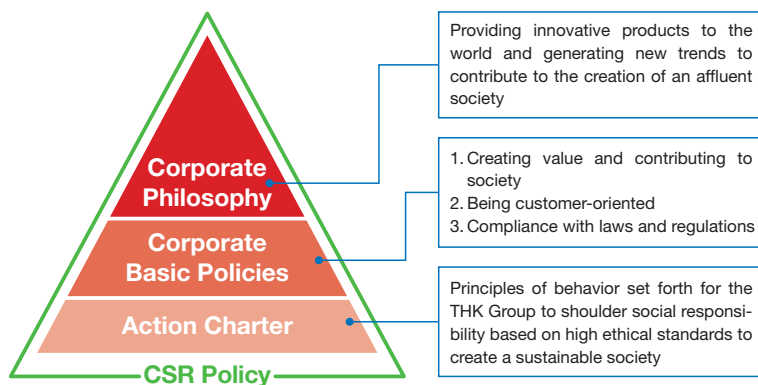 Corporate
Philosophy
Corporate
Basic Policies
Action Charter
CSR Policy
Providing innovative products to the
world and generating new trends to
contribute to the creation of an affluent
society
1. Creating value and contributing to
society
2. Being customer-oriented
3. Compliance with laws and regulations
Principles of behavior set forth for the
THK Group to shoulder social responsi-
bility based on high ethical standards to
create a sustainable society